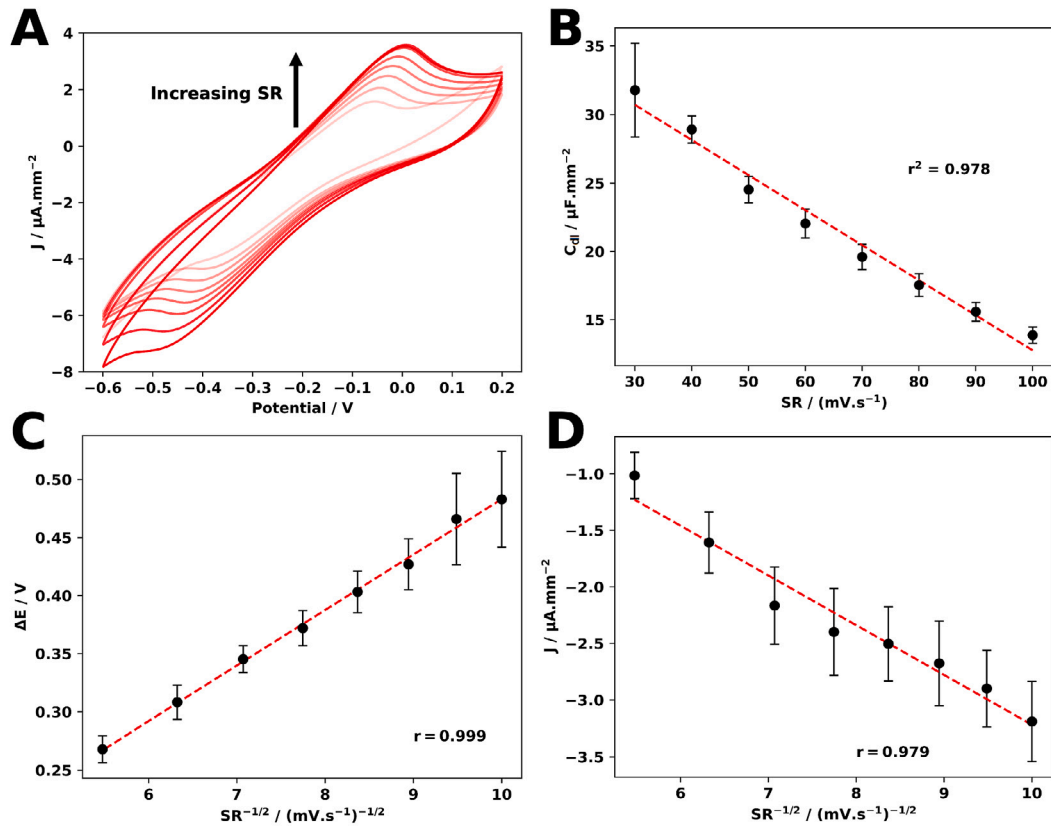 A
4
2
0
−2
−4
−6
−8
J / µA.mm⁻²
Increasing SR
−0.6 −0.5 −0.4 −0.3 −0.2 −0.1 0.0 0.1 0.2
Potential / V
B
35
30
25
20
15
C_dl / µF.mm⁻²
r² = 0.978
30 40 50 60 70 80 90 100
SR / (mV.s⁻¹)
C
0.50
0.45
0.40
0.35
0.30
0.25
ΔE / V
r = 0.999
6 7 8 9 10
SR⁻¹/² / (mV.s⁻¹)⁻¹/²
D
−1.0
−1.5
−2.0
−2.5
−3.0
−3.5
J / µA.mm⁻²
r = 0.979
6 7 8 9 10
SR⁻¹/² / (mV.s⁻¹)⁻¹/²